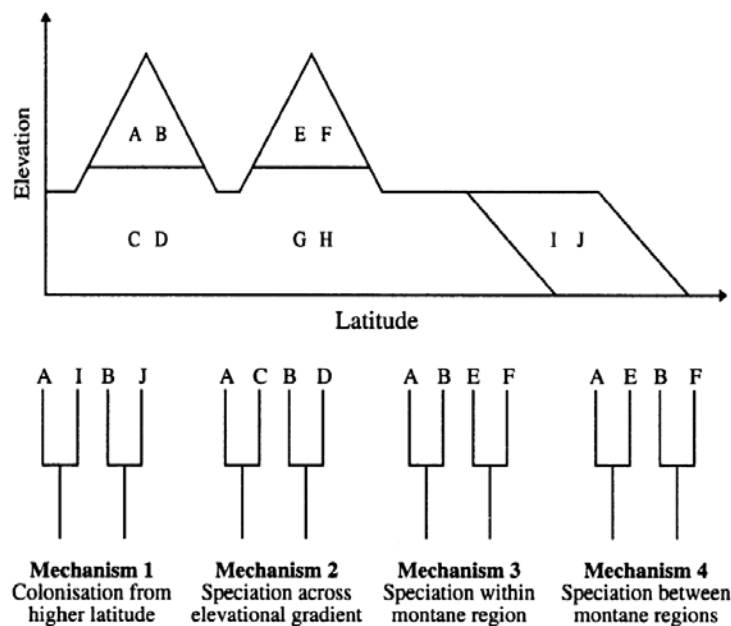 Elevation
A B
E F
C D
G H
I J
Latitude
A I B J
A C B D
A B E F
A E B F
Mechanism 1
Colonisation from
higher latitude
Mechanism 2
Speciation across
elevational gradient
Mechanism 3
Speciation within
montane region
Mechanism 4
Speciation between
montane regions